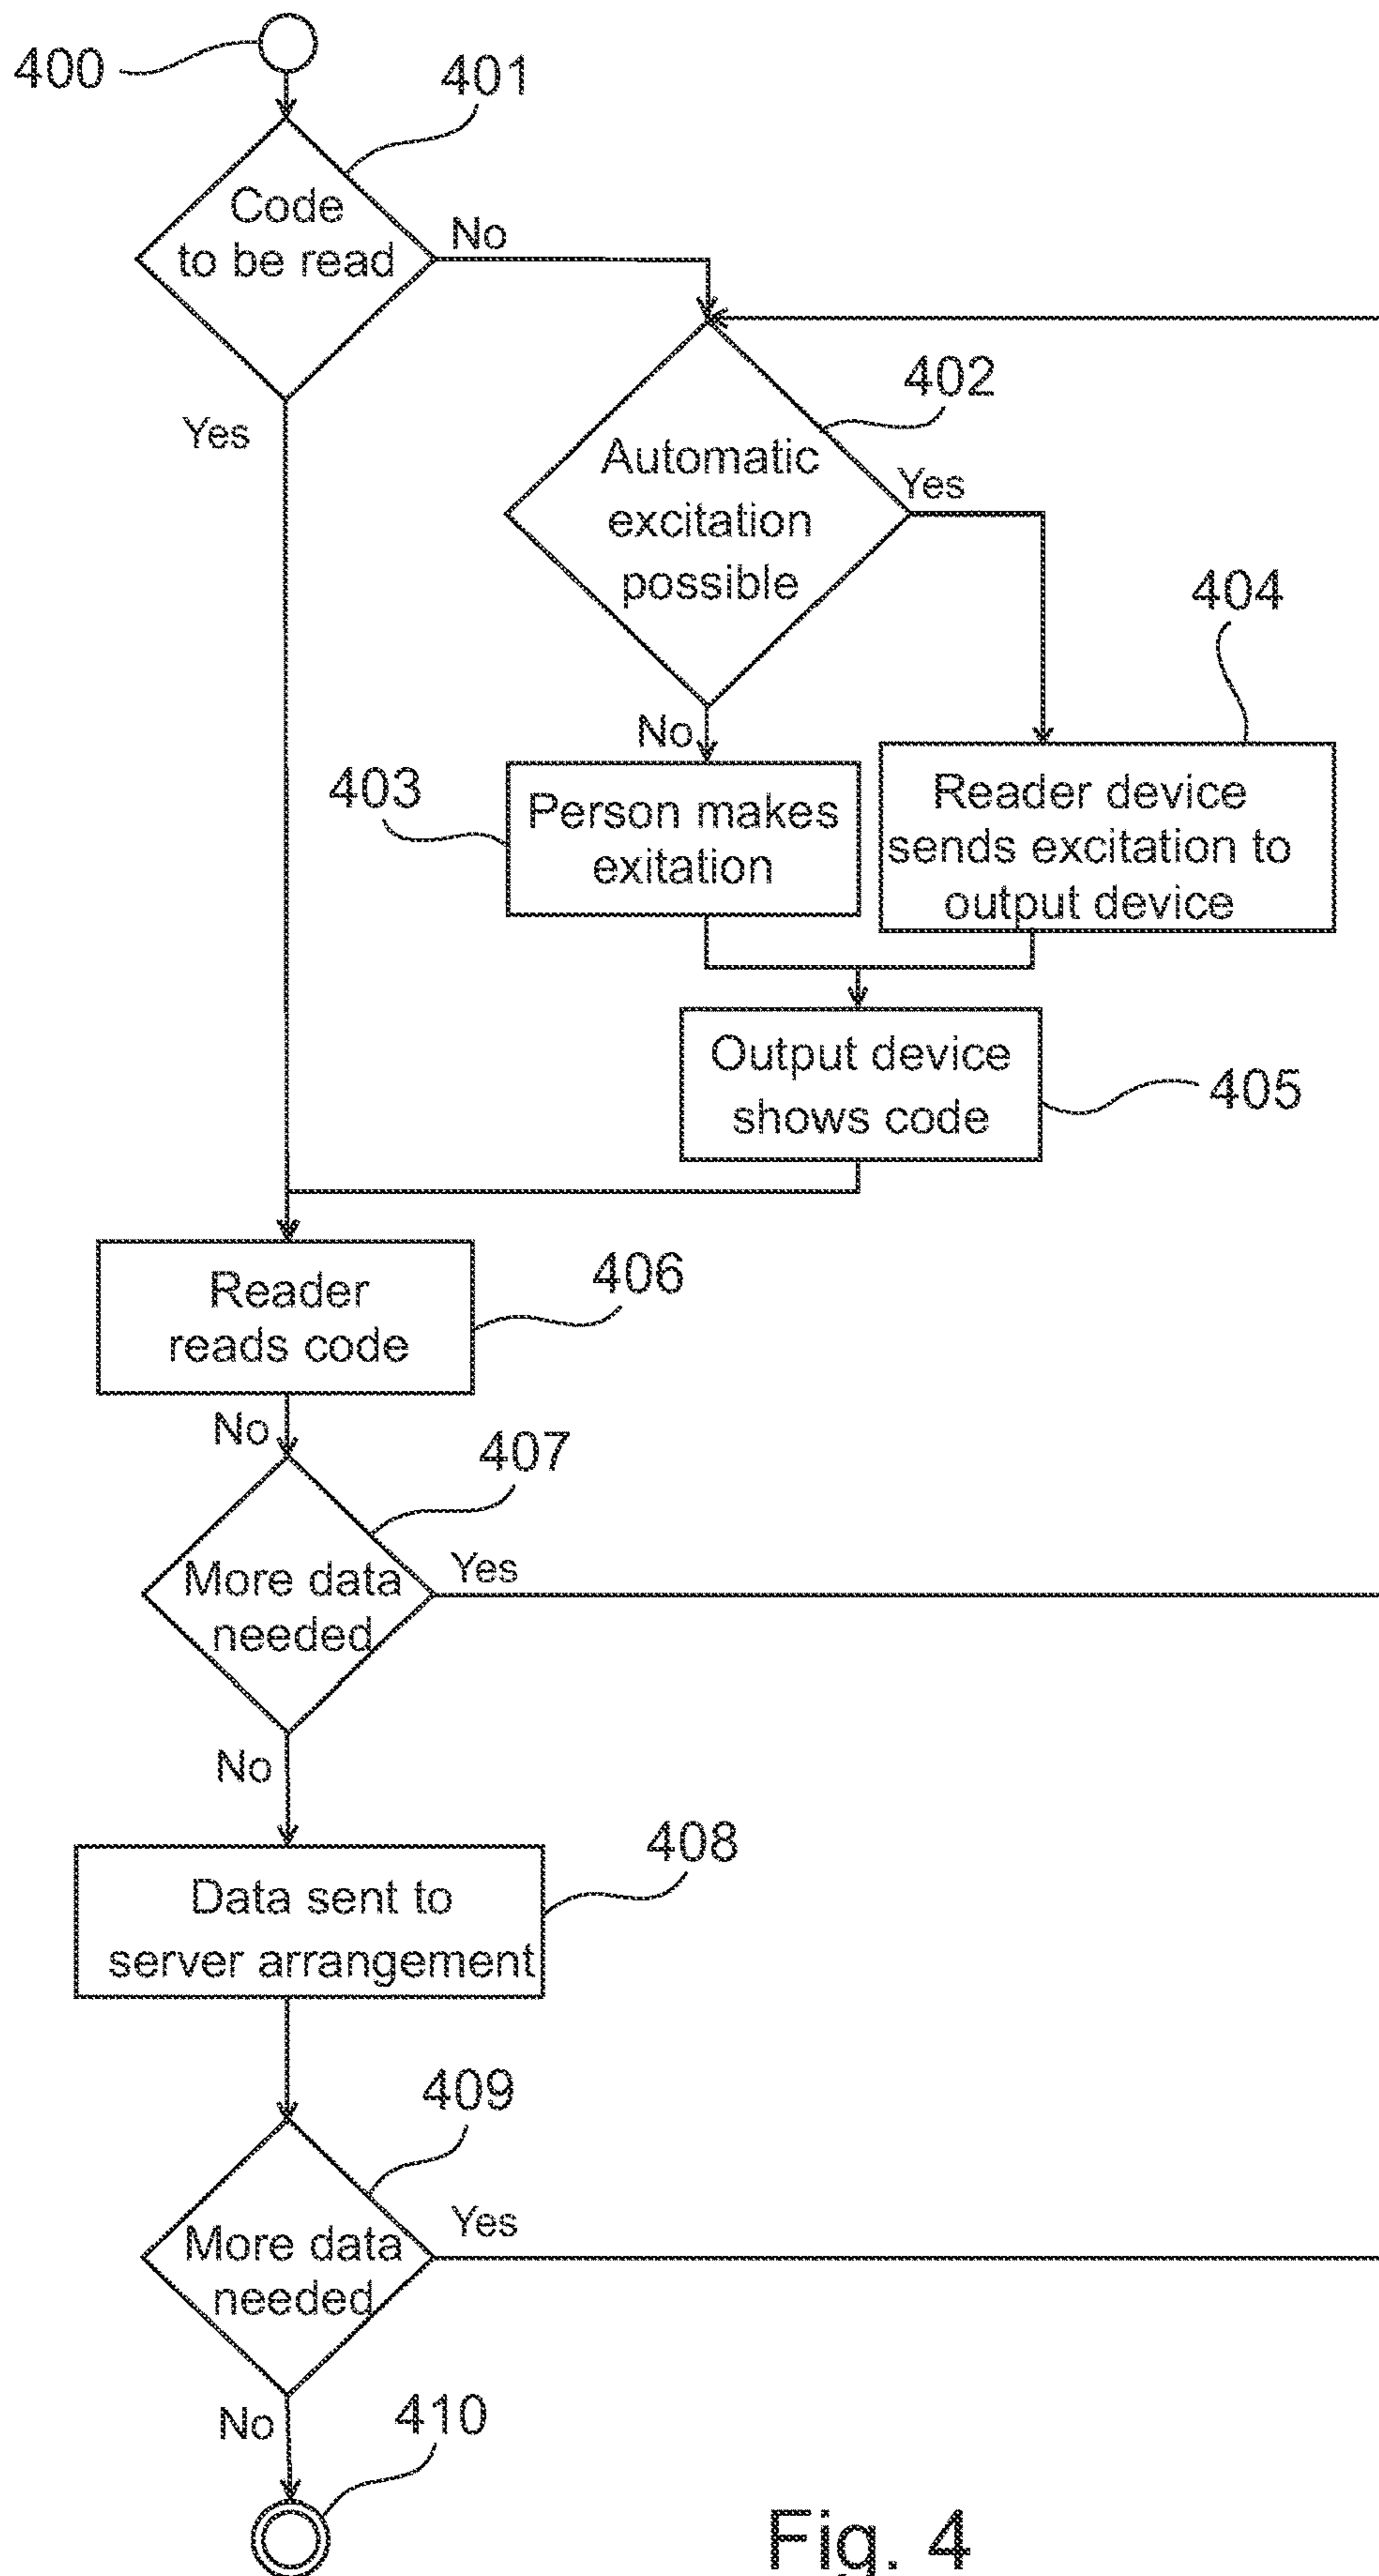 400
401
Code
to be read
No
Yes
402
Automatic
excitation
possible
Yes
404
No
403
Person makes
exitation
Reader device
sends excitation to
output device
Output device
shows code
405
Reader
reads code
406
No
407
More data
needed
Yes
No
408
Data sent to
server arrangement
409
More data
needed
Yes
No
410
Fig. 4